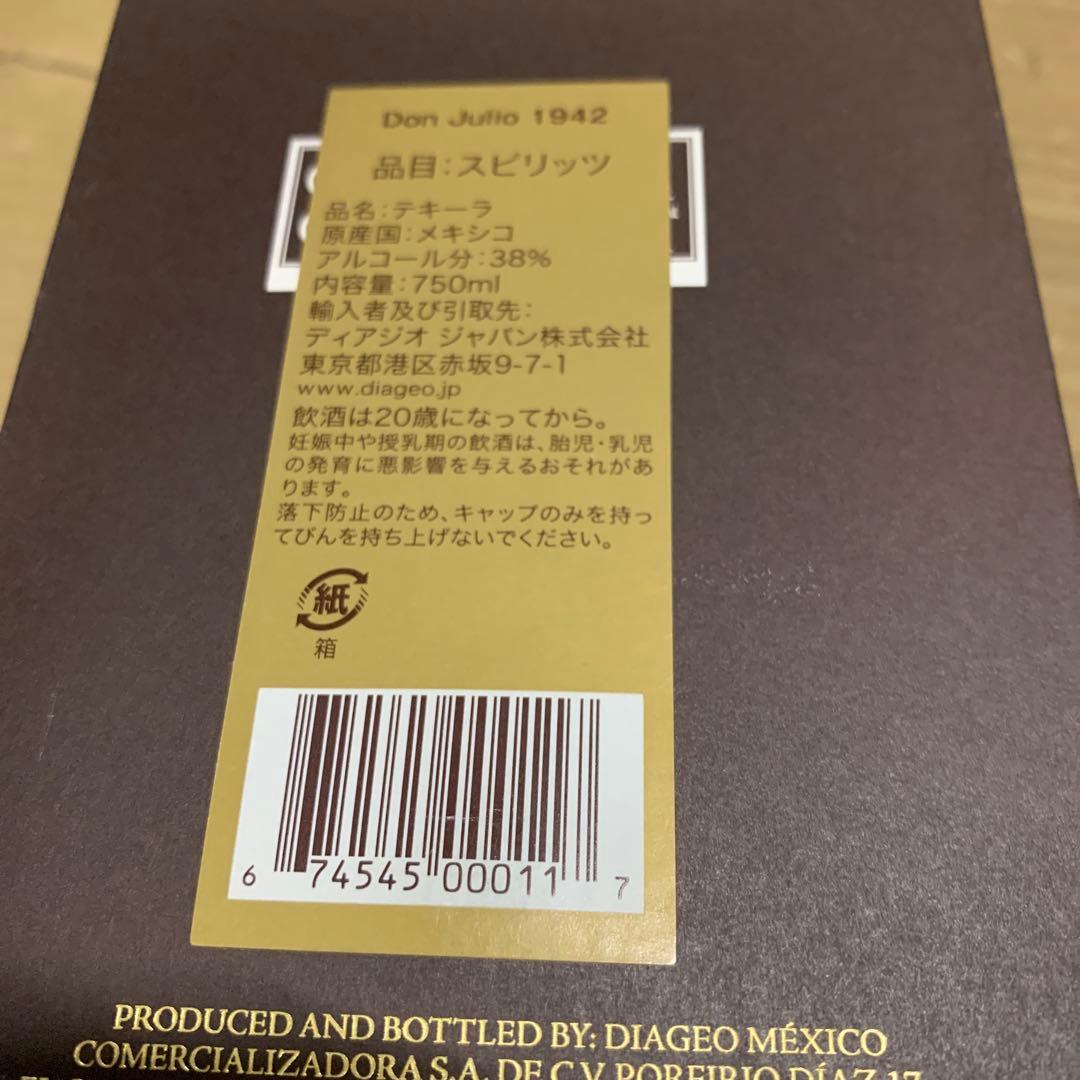 Don Julio 1942
品目:スピリッツ
品名:テキーラ
原産国:メキシコ
アルコール分:38%
内容量:750ml
輸入者及び引取先:
ディアジオ ジャパン株式会社
東京都港区赤坂9-7-1
www.diageo.jp
飲酒は20歳になってから。
妊娠中や授乳期の飲酒は、胎児・乳児
の発育に悪影響を与えるおそれがあ
ります。
落下防止のため、キャップのみを持っ
てびんを持ち上げないでください。
紙
箱
6 74545 00011 7
PRODUCED AND BOTTLED BY: DIAGEO MÉXICO
COMERCIALIZADORA S.A. DE C.V. PORFIRIO DÍAZ 17